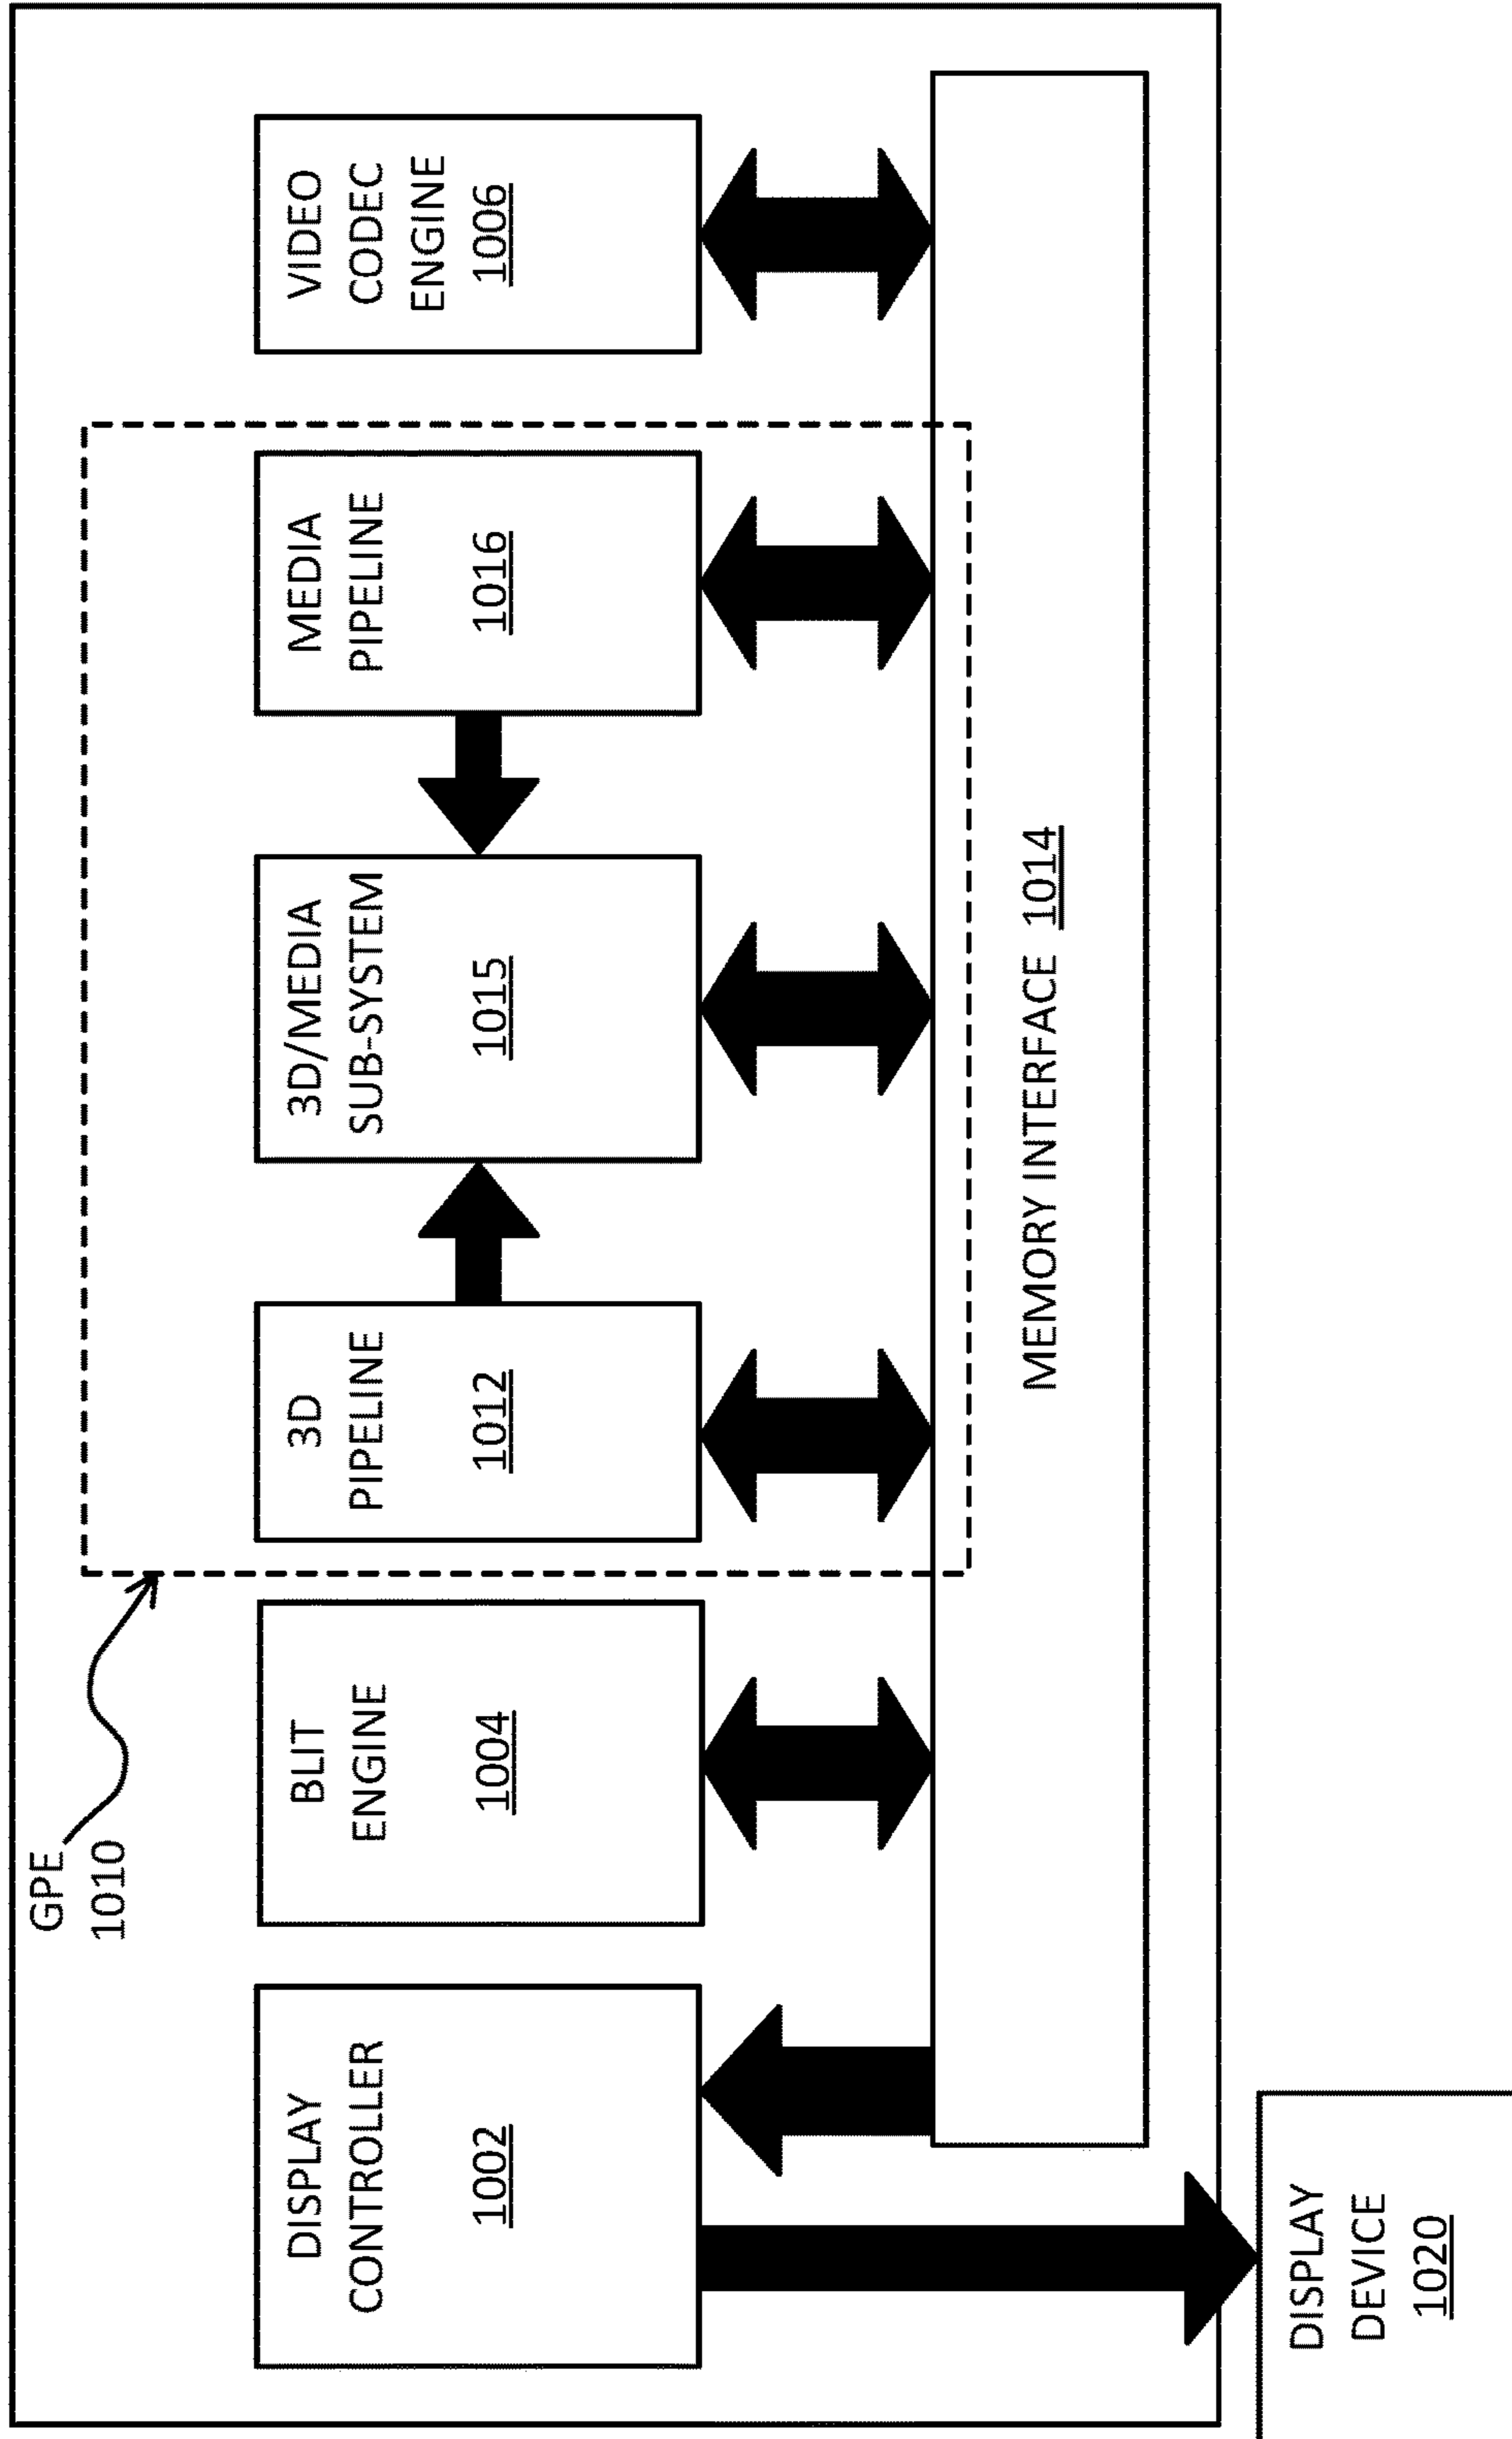 GPE
1010
DISPLAY
CONTROLLER
1002
BLIT
ENGINE
1004
3D
PIPELINE
1012
3D/MEDIA
SUB-SYSTEM
1015
MEDIA
PIPELINE
1016
VIDEO
CODEC
ENGINE
1006
MEMORY INTERFACE 1014
DISPLAY
DEVICE
1020